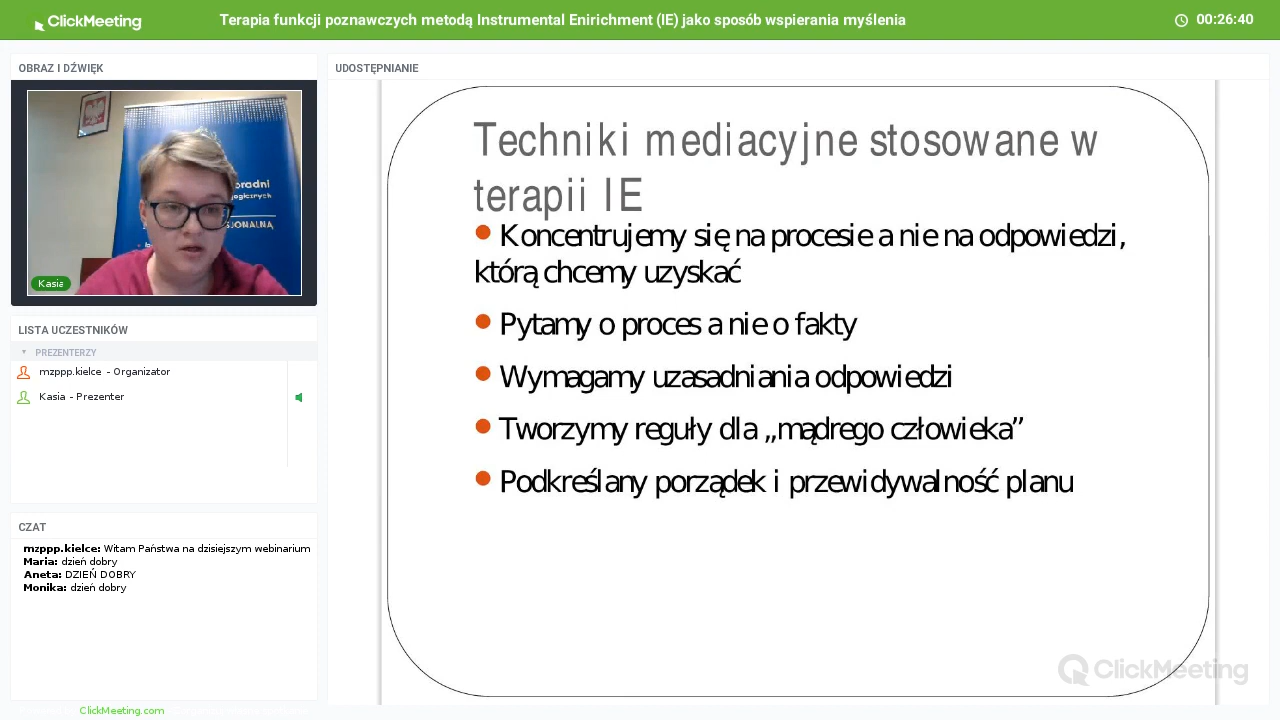 ClickMeeting
Terapia funkcji poznawczych metodą Instrumental Enirichment (IE) jako sposób wspierania myślenia
00:26:40
OBRAZ I DŹWIĘK
Kasia
LISTA UCZESTNIKÓW
PREZENTERZY
mzppp.kielce - Organizator
Kasia - Prezenter
CZAT
mzppp.kielce: Witam Państwa na dzisiejszym webinarium
Maria: dzień dobry
Aneta: DZIEŃ DOBRY
Monika: dzień dobry
ClickMeeting.com
UDOSTĘPNIANIE
Techniki mediacyjne stosowane w
terapii IE
Koncentrujemy się na procesie a nie na odpowiedzi,
którą chcemy uzyskać
Pytamy o proces a nie o fakty
Wymagamy uzasadniania odpowiedzi
Tworzymy reguły dla „mądrego człowieka”
Podkreślany porządek i przewidywalność planu
ClickMeeting